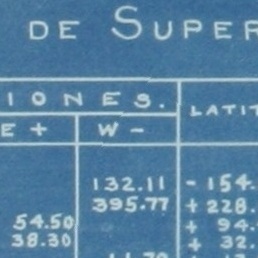 DE SUPER
IONES. LATIT
E + W -
132.11 - 154.
395.77 + 228.
54.50 + 94.
38.30 + 32.